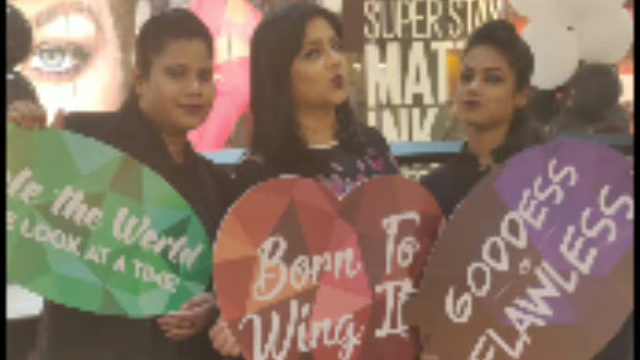 SUPER STAY
MAT
INK
the World
LOOK AT A TIME!
Born To
Wing It
GODDESS
FLAWLESS